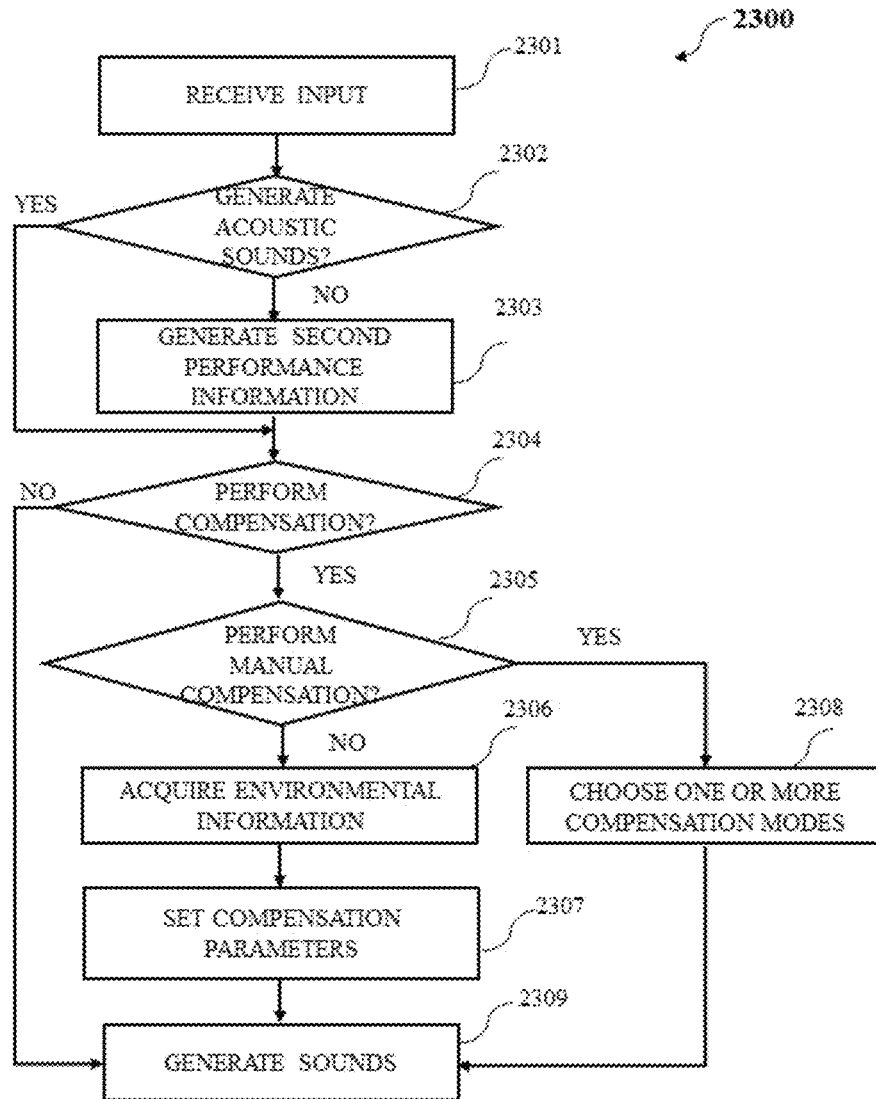 2300
2301
RECEIVE INPUT
2302
YES
GENERATE
ACOUSTIC
SOUNDS?
NO
2303
GENERATE SECOND
PERFORMANCE
INFORMATION
2304
NO
PERFORM
COMPENSATION?
YES
2305
PERFORM
MANUAL
COMPENSATION?
YES
NO
2306
2308
ACQUIRE ENVIRONMENTAL
INFORMATION
CHOOSE ONE OR MORE
COMPENSATION MODES
2307
SET COMPENSATION
PARAMETERS
2309
GENERATE SOUNDS